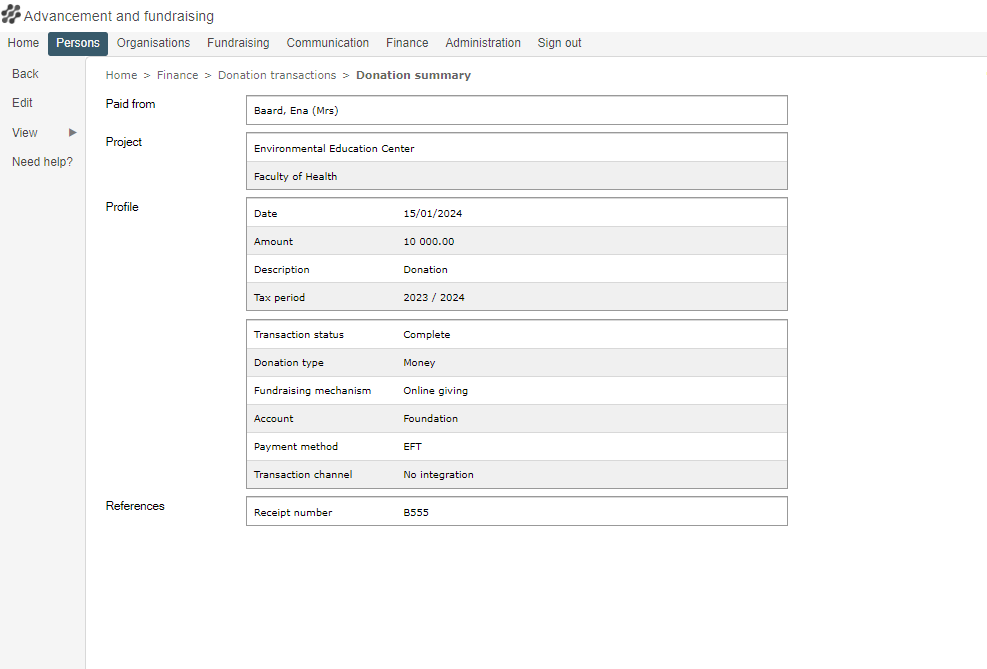 Advancement and fundraising
Home Persons Organisations Fundraising Communication Finance Administration Sign out
Back
Edit
View
Need help?
Home > Finance > Donation transactions > Donation summary
Paid from
Baard, Ena (Mrs)
Project
Environmental Education Center
Faculty of Health
Profile
Date 15/01/2024
Amount 10 000.00
Description Donation
Tax period 2023 / 2024
Transaction status Complete
Donation type Money
Fundraising mechanism Online giving
Account Foundation
Payment method EFT
Transaction channel No integration
References
Receipt number B555